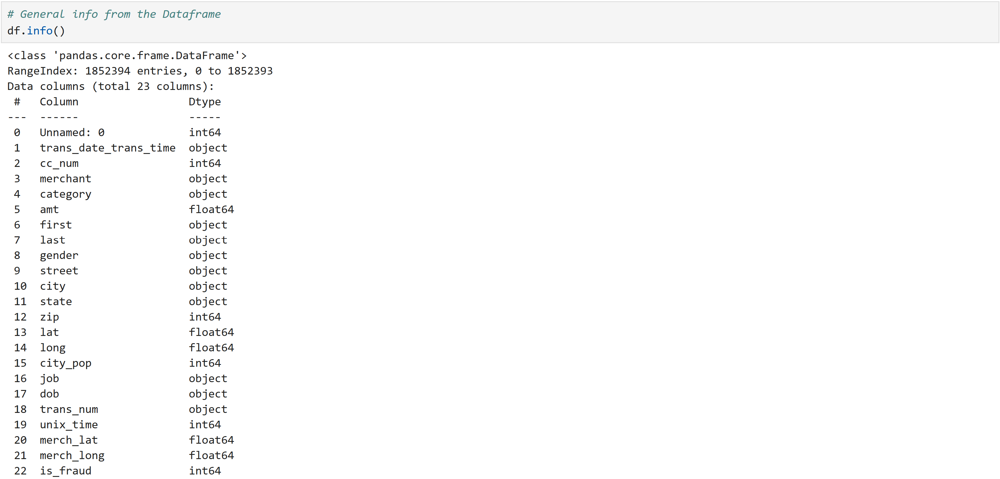 # General info from the Dataframe
df.info()
<class 'pandas.core.frame.DataFrame'>
RangeIndex: 1852394 entries, 0 to 1852393
Data columns (total 23 columns):
 #   Column                 Dtype
---  ------                 -----
 0   Unnamed: 0             int64
 1   trans_date_trans_time  object
 2   cc_num                 int64
 3   merchant               object
 4   category               object
 5   amt                    float64
 6   first                  object
 7   last                   object
 8   gender                 object
 9   street                 object
 10  city                   object
 11  state                  object
 12  zip                    int64
 13  lat                    float64
 14  long                   float64
 15  city_pop               int64
 16  job                    object
 17  dob                    object
 18  trans_num              object
 19  unix_time              int64
 20  merch_lat              float64
 21  merch_long             float64
 22  is_fraud               int64